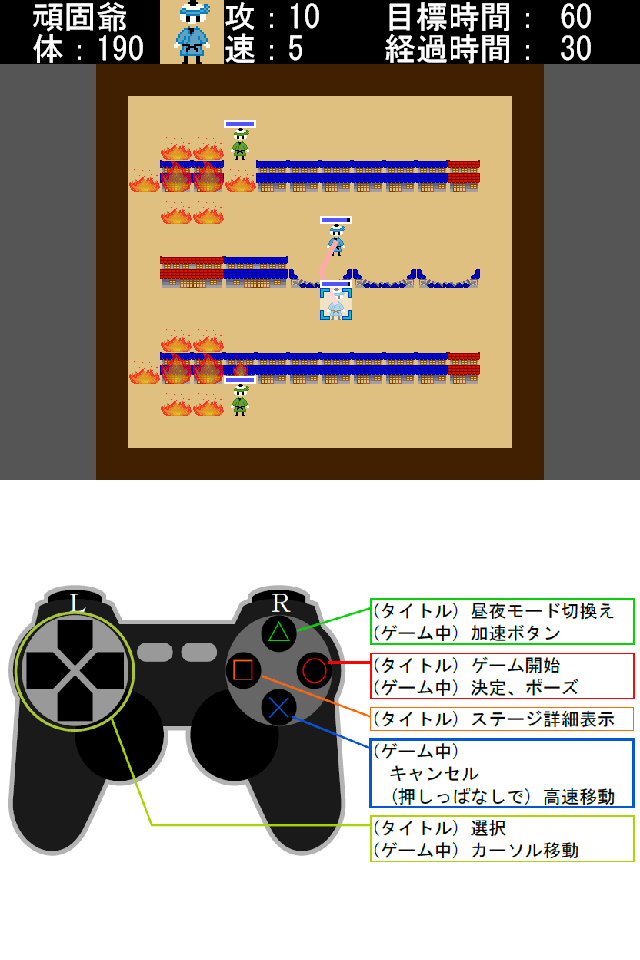 頑固爺 攻：10 目標時間： 60
体：190 速：5 経過時間： 30
L R
(タイトル) 昼夜モード切換え
(ゲーム中) 加速ボタン
(タイトル) ゲーム開始
(ゲーム中) 決定、ポーズ
(タイトル) ステージ詳細表示
(ゲーム中)
キャンセル
(押しっぱなしで) 高速移動
(タイトル) 選択
(ゲーム中) カーソル移動